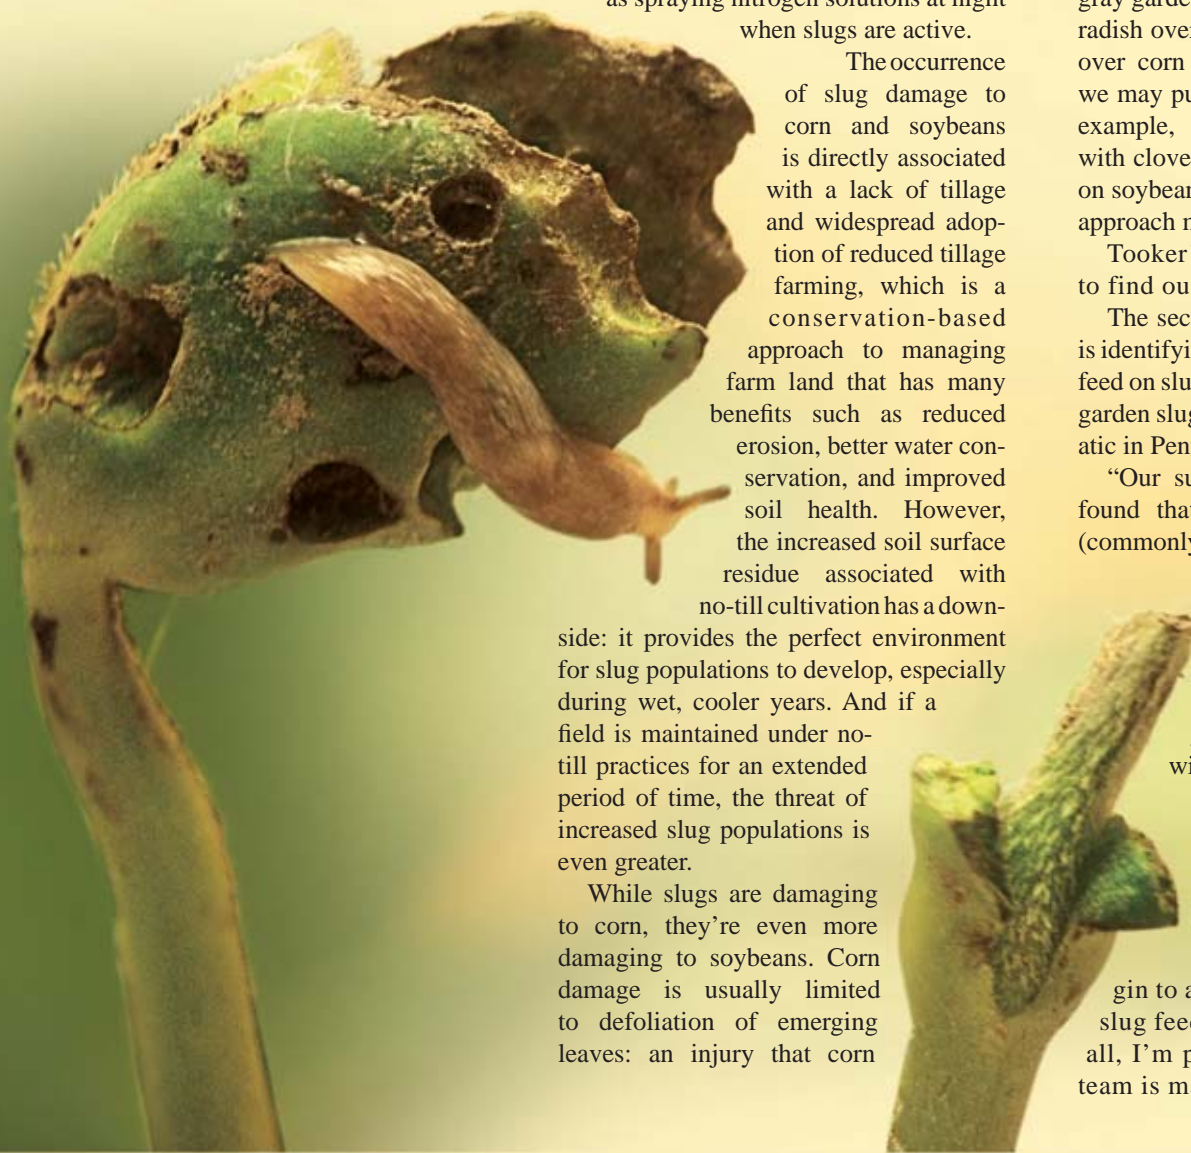 as spraying nitrogen solutions at night
when slugs are active.
The occurrence
of slug damage to
corn and soybeans
is directly associated
with a lack of tillage
and widespread adop-
tion of reduced tillage
farming, which is a
conservation-based
approach to managing
farm land that has many
benefits such as reduced
erosion, better water con-
servation, and improved
soil health. However,
the increased soil surface
residue associated with
no-till cultivation has a down-
side: it provides the perfect environment
for slug populations to develop, especially
during wet, cooler years. And if a
field is maintained under no-
till practices for an extended
period of time, the threat of
increased slug populations is
even greater.
While slugs are damaging
to corn, they’re even more
damaging to soybeans. Corn
damage is usually limited
to defoliation of emerging
leaves: an injury that corn
gray garde
radish over
over corn
we may pu
example,
with clove
on soybean
approach
Tooker
to find ou
The sec
is identifyi
feed on slu
garden slug
atic in Pen
“Our su
found that
(commonly
wi
gin to a
slug feed
all, I’m p
team is m